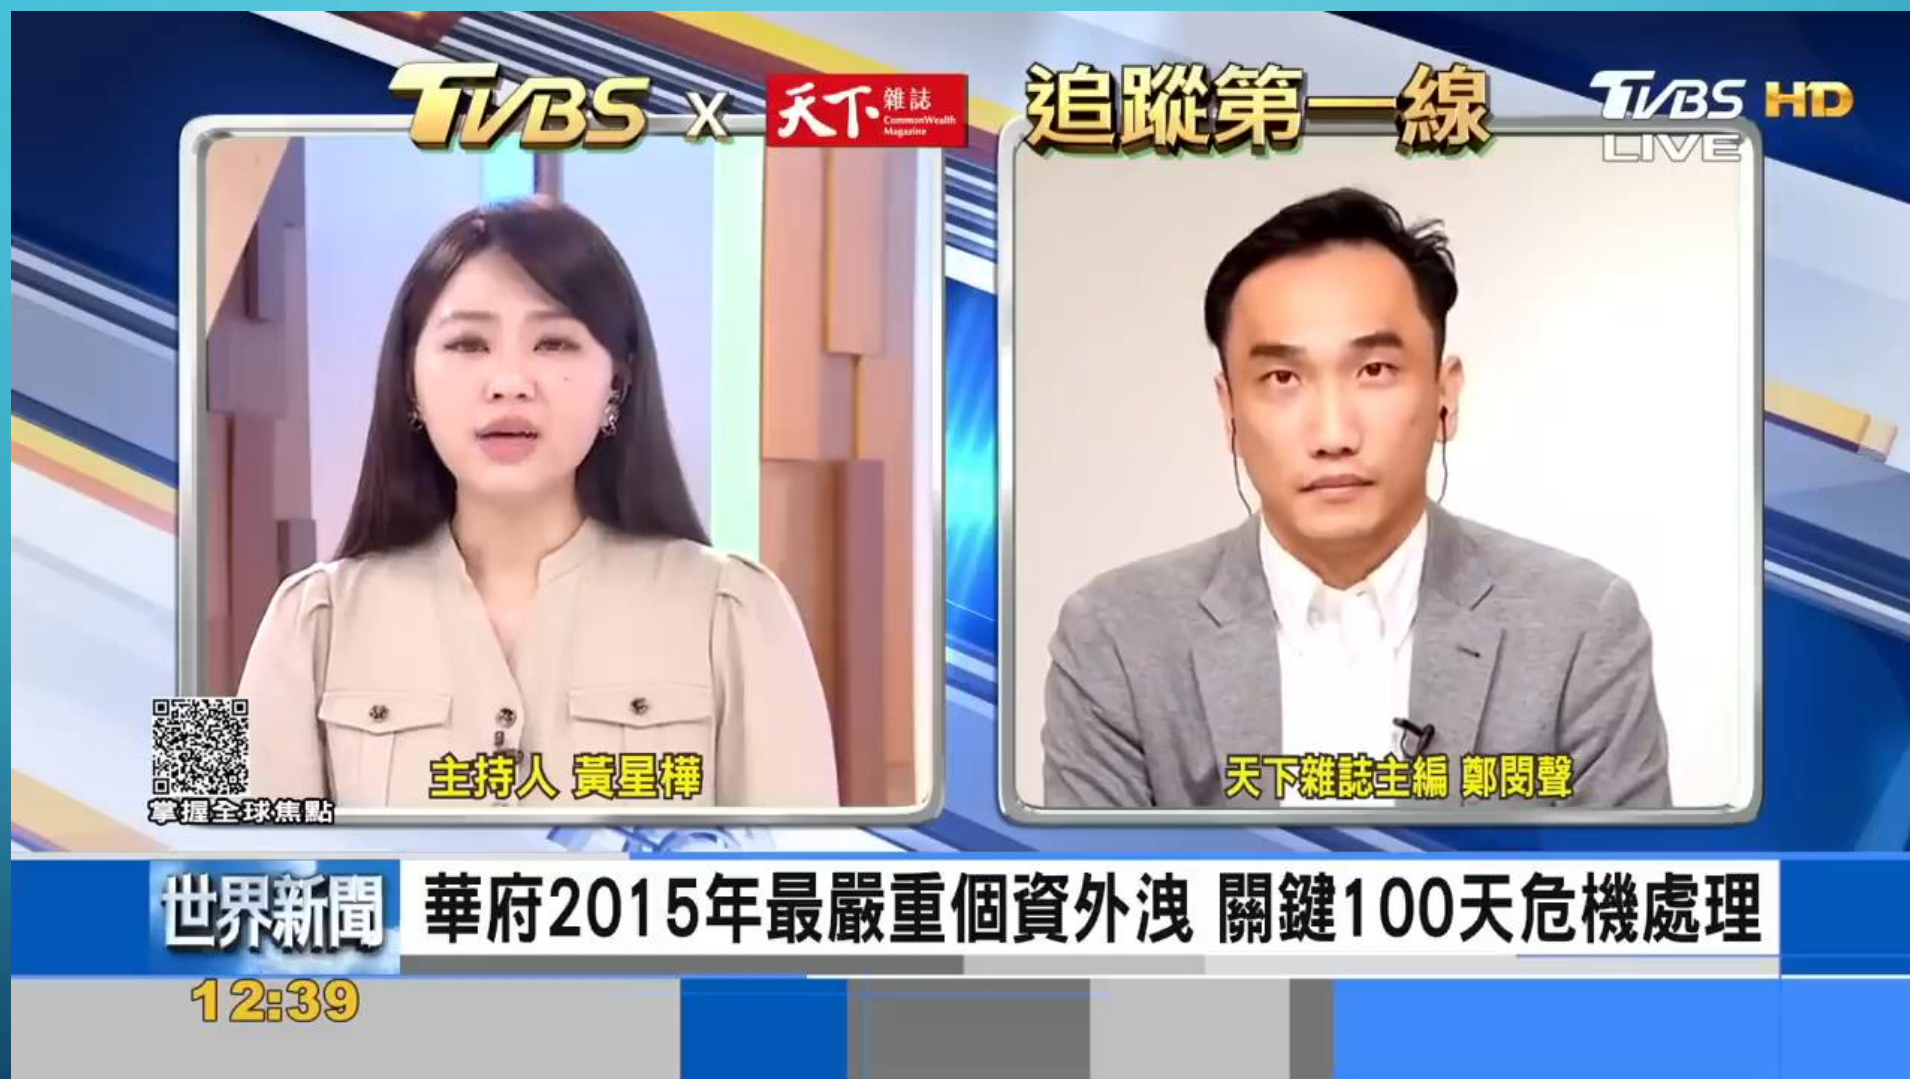 TVBS X 天下 雜誌 CommonWealth Magazine 追蹤第一線
TVBS HD
LIVE
主持人 黃星樺
天下雜誌主編 鄭閔聲
掌握全球焦點
世界新聞
華府2015年最嚴重個資外洩 關鍵100天危機處理
12:39